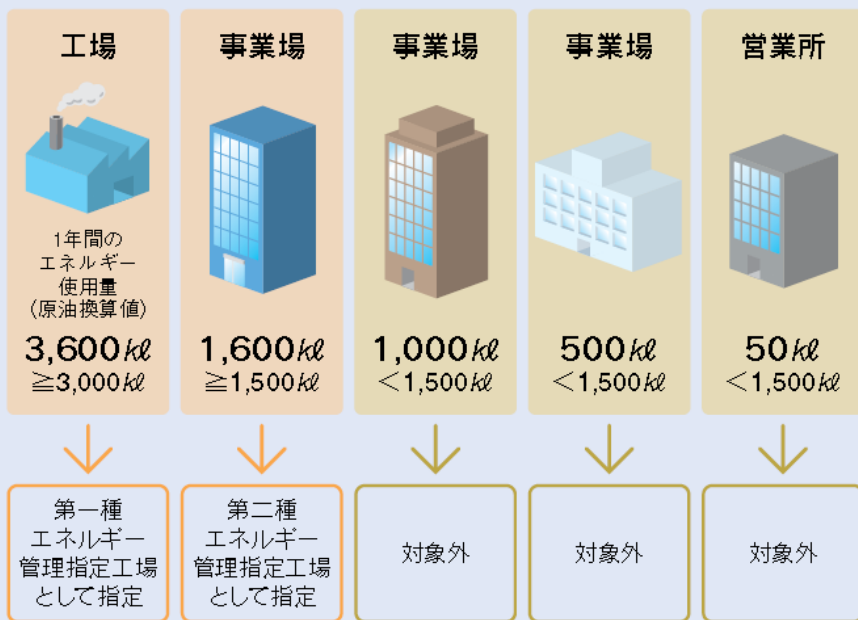 工場
1年間の
エネルギー
使用量
(原油換算値)
3,600㎘
≧3,000㎘
第一種
エネルギー
管理指定工場
として指定
事業場
1,600㎘
≧1,500㎘
第二種
エネルギー
管理指定工場
として指定
事業場
1,000㎘
＜1,500㎘
対象外
事業場
500㎘
＜1,500㎘
対象外
営業所
50㎘
＜1,500㎘
対象外